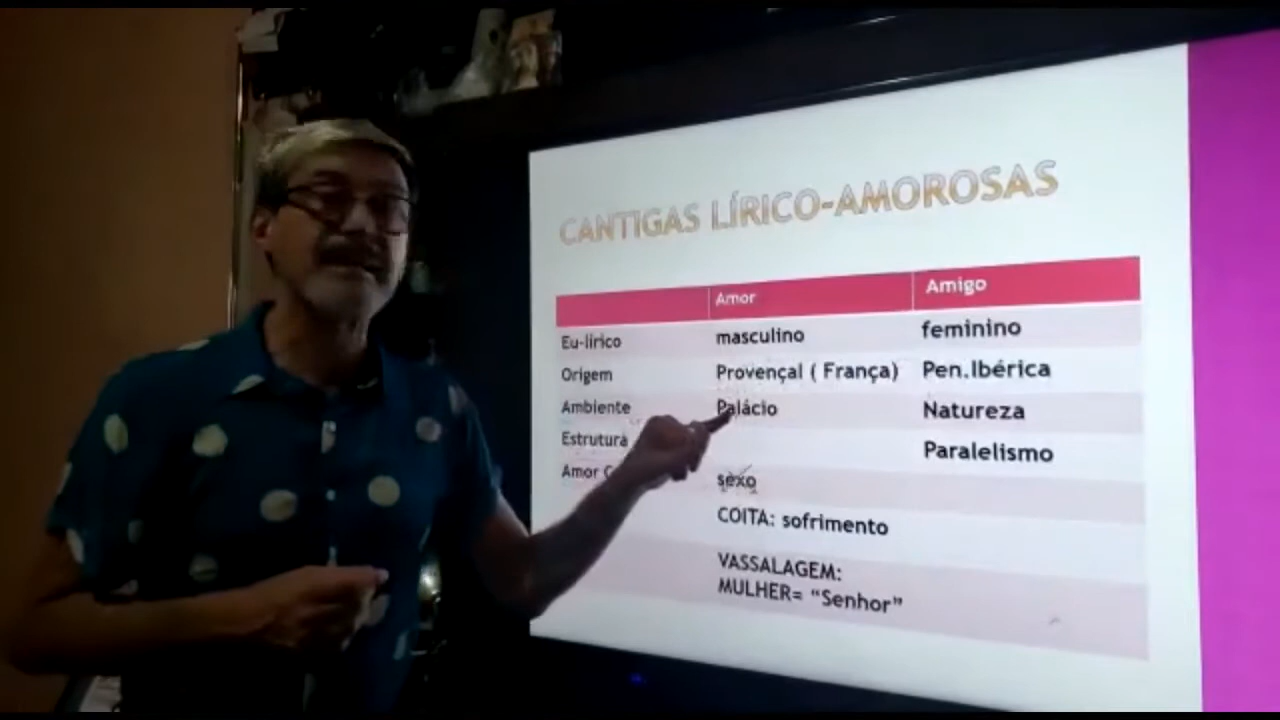 CANTIGAS LÍRICO-AMOROSAS
Amor Amigo
Eu-lírico masculino feminino
Origem Provençal ( França) Pen.Ibérica
Ambiente Palácio Natureza
Estrutura Paralelismo
Amor sexo
COITA: sofrimento
VASSALAGEM:
MULHER= “Senhor”